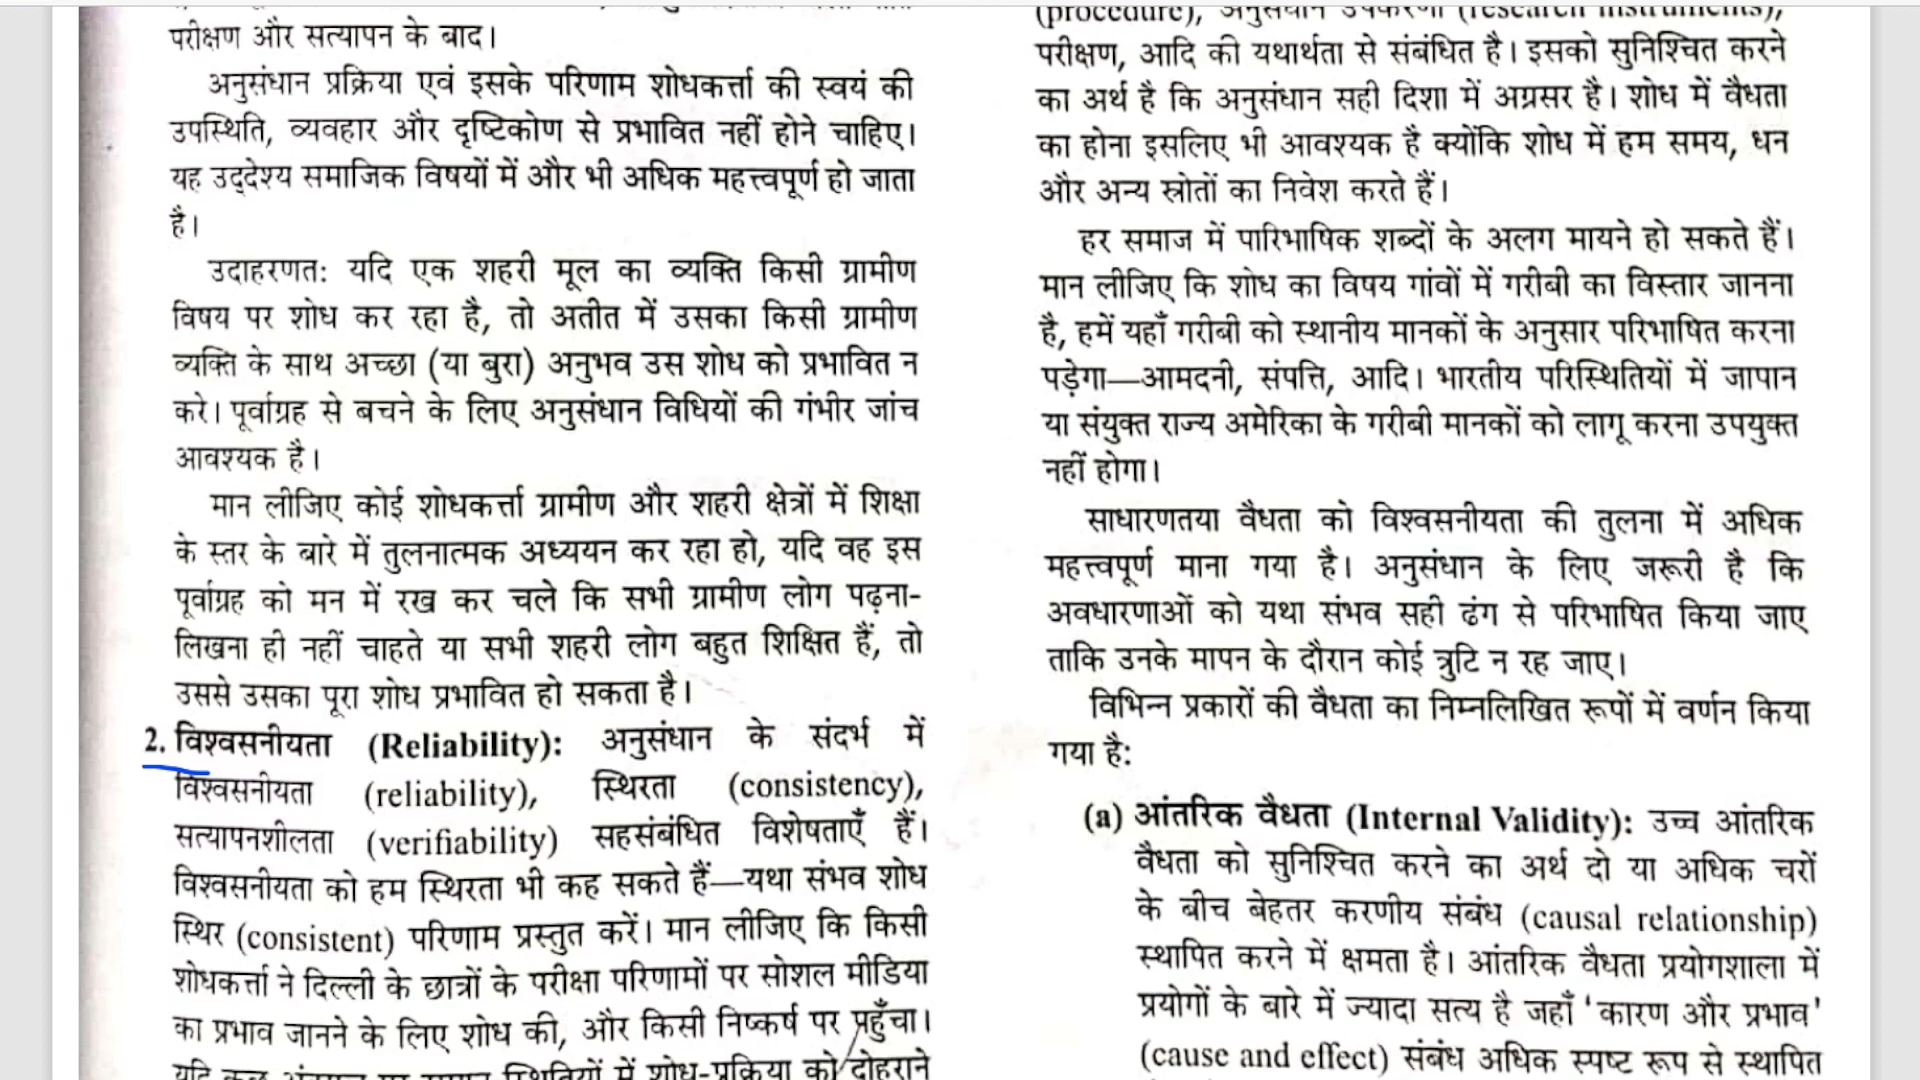 परीक्षण और सत्यापन के बाद।
अनुसंधान प्रक्रिया एवं इसके परिणाम शोधकर्त्ता की स्वयं की
उपस्थिति, व्यवहार और दृष्टिकोण से प्रभावित नहीं होने चाहिए।
यह उद्देश्य समाजिक विषयों में और भी अधिक महत्त्वपूर्ण हो जाता
है।
उदाहरणतः यदि एक शहरी मूल का व्यक्ति किसी ग्रामीण
विषय पर शोध कर रहा है, तो अतीत में उसका किसी ग्रामीण
व्यक्ति के साथ अच्छा (या बुरा) अनुभव उस शोध को प्रभावित न
करे। पूर्वाग्रह से बचने के लिए अनुसंधान विधियों की गंभीर जांच
आवश्यक है।
मान लीजिए कोई शोधकर्त्ता ग्रामीण और शहरी क्षेत्रों में शिक्षा
के स्तर के बारे में तुलनात्मक अध्ययन कर रहा हो, यदि वह इस
पूर्वाग्रह को मन में रख कर चले कि सभी ग्रामीण लोग पढ़ना-
लिखना ही नहीं चाहते या सभी शहरी लोग बहुत शिक्षित हैं, तो
उससे उसका पूरा शोध प्रभावित हो सकता है।
2. विश्वसनीयता (Reliability): अनुसंधान के संदर्भ में
विश्वसनीयता (reliability), स्थिरता (consistency),
सत्यापनशीलता (verifiability) सहसंबंधित विशेषताएँ हैं।
विश्वसनीयता को हम स्थिरता भी कह सकते हैं—यथा संभव शोध
स्थिर (consistent) परिणाम प्रस्तुत करें। मान लीजिए कि किसी
शोधकर्त्ता ने दिल्ली के छात्रों के परीक्षा परिणामों पर सोशल मीडिया
का प्रभाव जानने के लिए शोध की, और किसी निष्कर्ष पर पहुँचा।
स्थितियों में शोध-प्रक्रिया को दोहराने
(procedure), अनुसंधान उपकरणों (research instruments),
परीक्षण, आदि की यथार्थता से संबंधित है। इसको सुनिश्चित करने
का अर्थ है कि अनुसंधान सही दिशा में अग्रसर है। शोध में वैधता
का होना इसलिए भी आवश्यक है क्योंकि शोध में हम समय, धन
और अन्य स्रोतों का निवेश करते हैं।
हर समाज में पारिभाषिक शब्दों के अलग मायने हो सकते हैं।
मान लीजिए कि शोध का विषय गांवों में गरीबी का विस्तार जानना
है, हमें यहाँ गरीबी को स्थानीय मानकों के अनुसार परिभाषित करना
पड़ेगा—आमदनी, संपत्ति, आदि। भारतीय परिस्थितियों में जापान
या संयुक्त राज्य अमेरिका के गरीबी मानकों को लागू करना उपयुक्त
नहीं होगा।
साधारणतया वैधता को विश्वसनीयता की तुलना में अधिक
महत्त्वपूर्ण माना गया है। अनुसंधान के लिए जरूरी है कि
अवधारणाओं को यथा संभव सही ढंग से परिभाषित किया जाए
ताकि उनके मापन के दौरान कोई त्रुटि न रह जाए।
विभिन्न प्रकारों की वैधता का निम्नलिखित रूपों में वर्णन किया
गया है:
(a) आंतरिक वैधता (Internal Validity): उच्च आंतरिक
वैधता को सुनिश्चित करने का अर्थ दो या अधिक चरों
के बीच बेहतर करणीय संबंध (causal relationship)
स्थापित करने में क्षमता है। आंतरिक वैधता प्रयोगशाला में
प्रयोगों के बारे में ज्यादा सत्य है जहाँ 'कारण और प्रभाव'
(cause and effect) संबंध अधिक स्पष्ट रूप से स्थापित